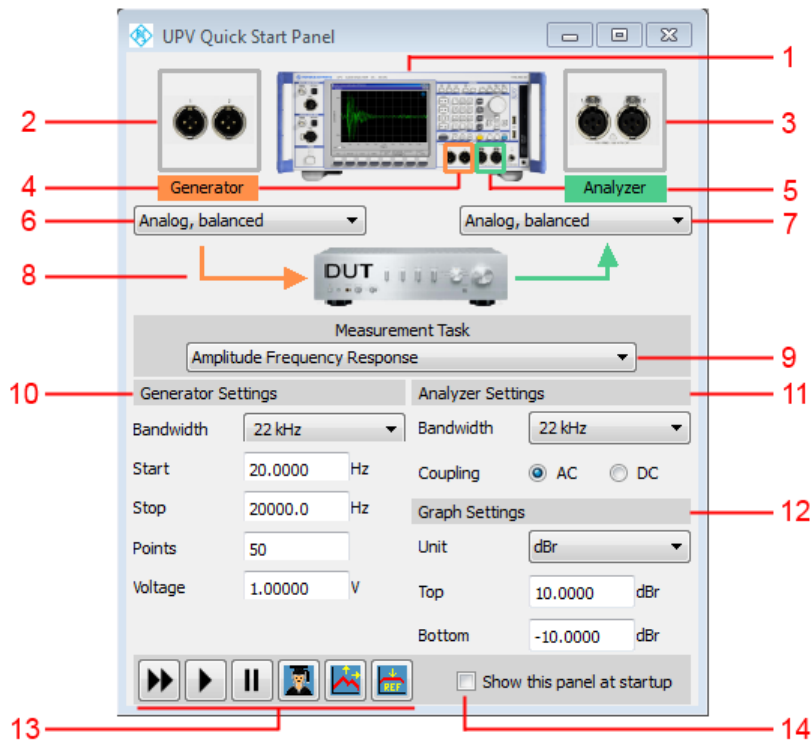 UPV Quick Start Panel
1
2
3
4
Generator
Analyzer
5
6
Analog, balanced
Analog, balanced
7
8
DUT
Measurement Task
Amplitude Frequency Response
9
10
Generator Settings
Analyzer Settings
11
Bandwidth
22 kHz
Bandwidth
22 kHz
Start
20.0000
Hz
Coupling
AC
DC
Stop
20000.0
Hz
Graph Settings
12
Points
50
Unit
dBr
Voltage
1.00000
V
Top
10.0000
dBr
Bottom
-10.0000
dBr
REF
Show this panel at startup
13
14